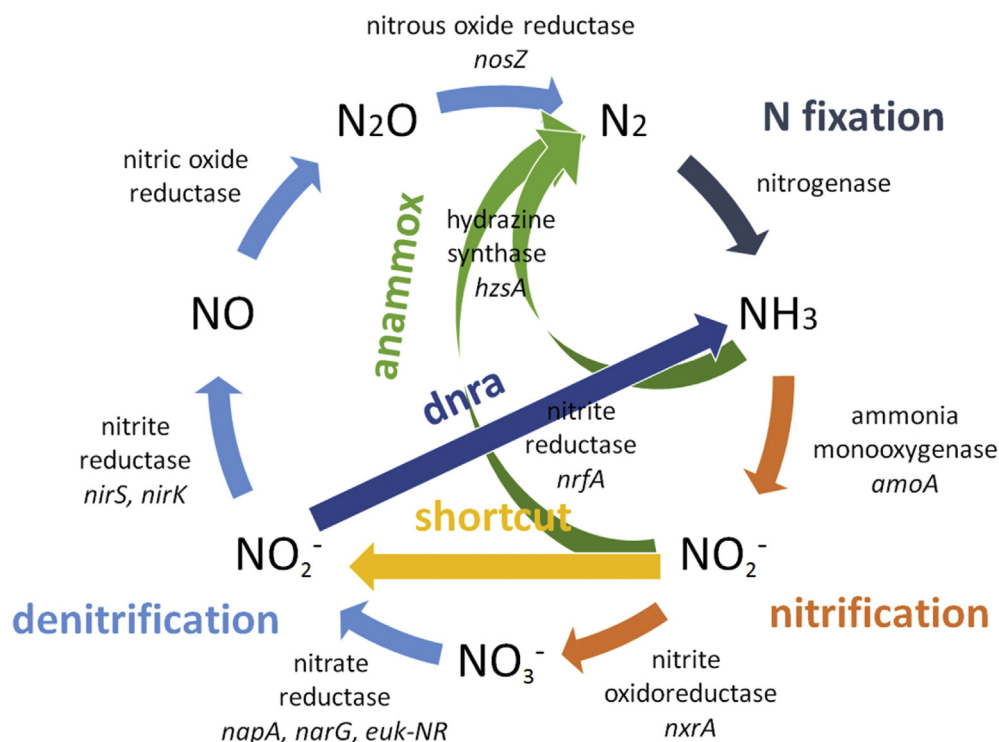 nitrous oxide reductase
nosZ
N2O
N2
N fixation
nitric oxide
reductase
nitrogenase
anammox
hydrazine
synthase
hzsA
NO
NH3
dnra
nitrite
reductase
nirS, nirK
nitrite
reductase
nrfA
ammonia
monooxygenase
amoA
shortcut
NO2-
NO2-
denitrification
nitrification
NO3-
nitrate
reductase
napA, narG, euk-NR
nitrite
oxidoreductase
nxrA